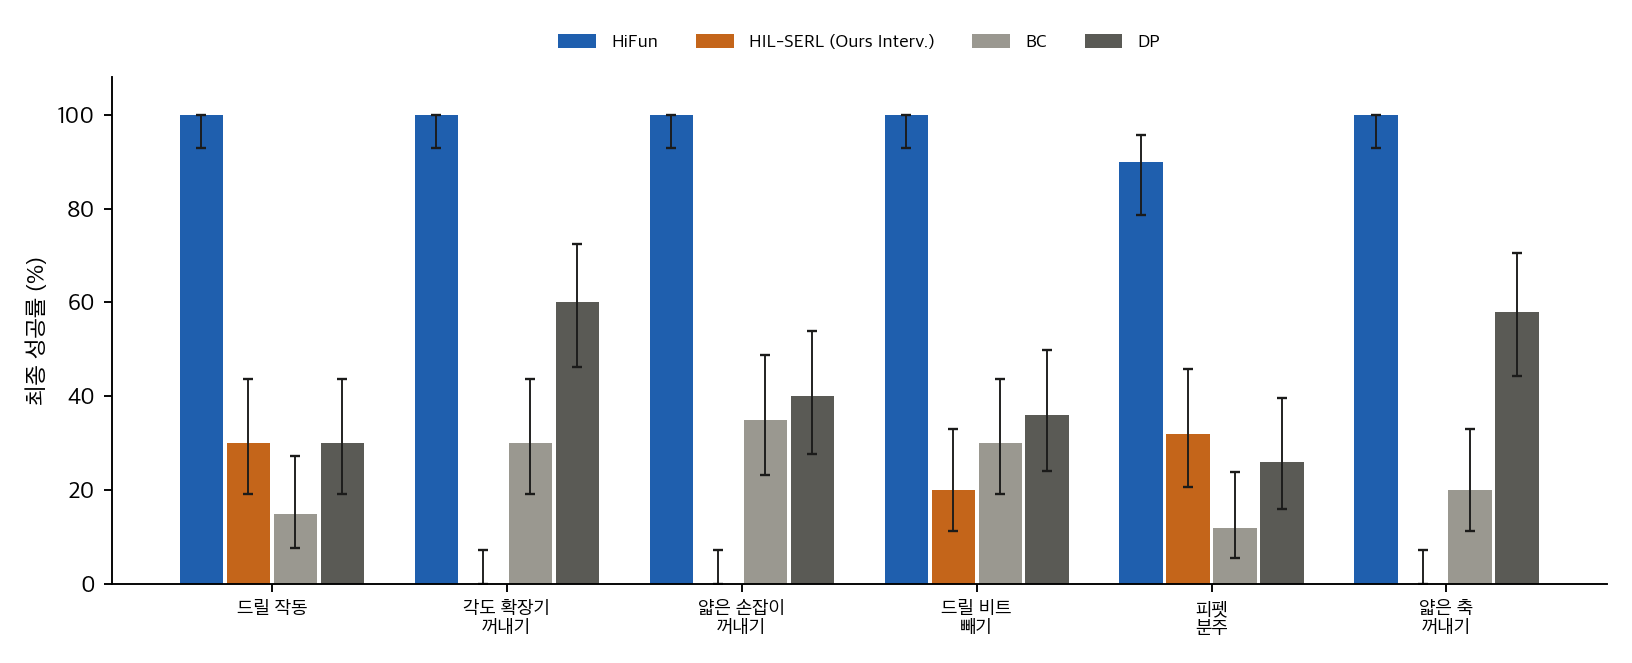 HiFun
HIL-SERL (Ours Interv.)
BC
DP
최종 성공률 (%)
100
80
60
40
20
0
드릴 작동
각도 확장기
꺼내기
얇은 손잡이
꺼내기
드릴 비트
빼기
피펫
분주
얇은 축
꺼내기